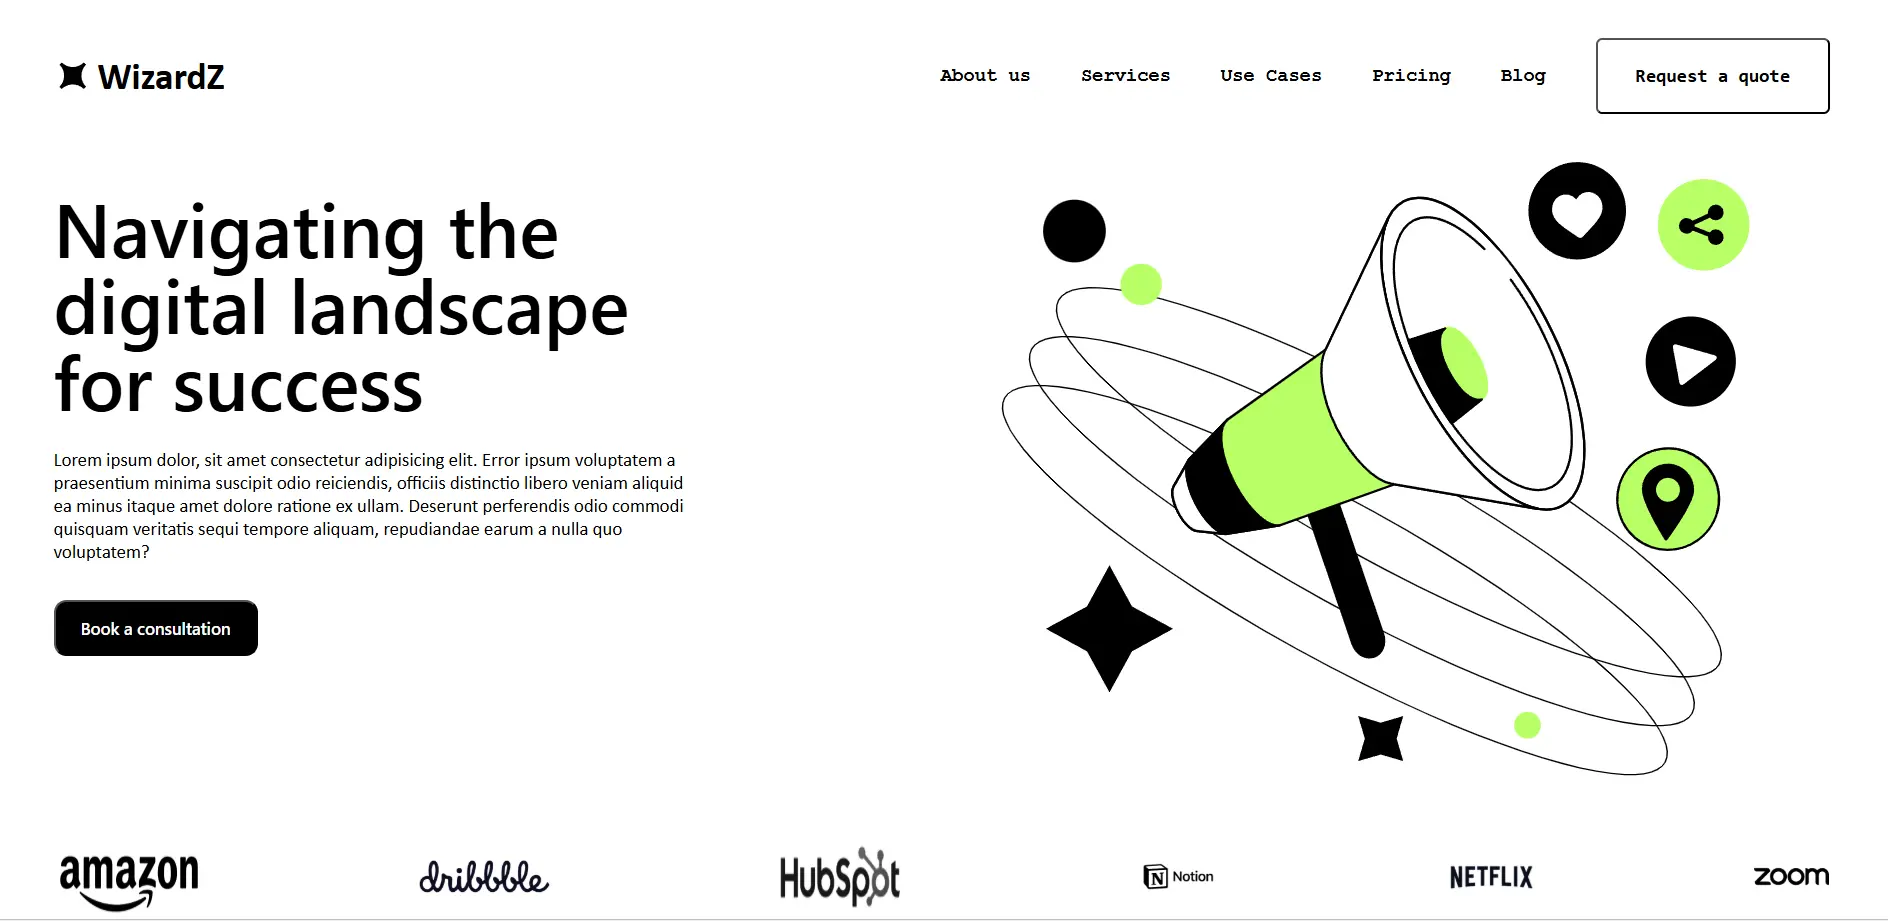 WizardZ
About us Services Use Cases Pricing Blog Request a quote
Navigating the
digital landscape
for success
Lorem ipsum dolor, sit amet consectetur adipisicing elit. Error ipsum voluptatem a
praesentium minima suscipit odio reiciendis, officiis distinctio libero veniam aliquid
ea minus itaque amet dolore ratione ex ullam. Deserunt perferendis odio commodi
quisquam veritatis sequi tempore aliquam, repudiandae earum a nulla quo
voluptatem?
Book a consultation
amazon dribbble HubSpot Notion NETFLIX zoom